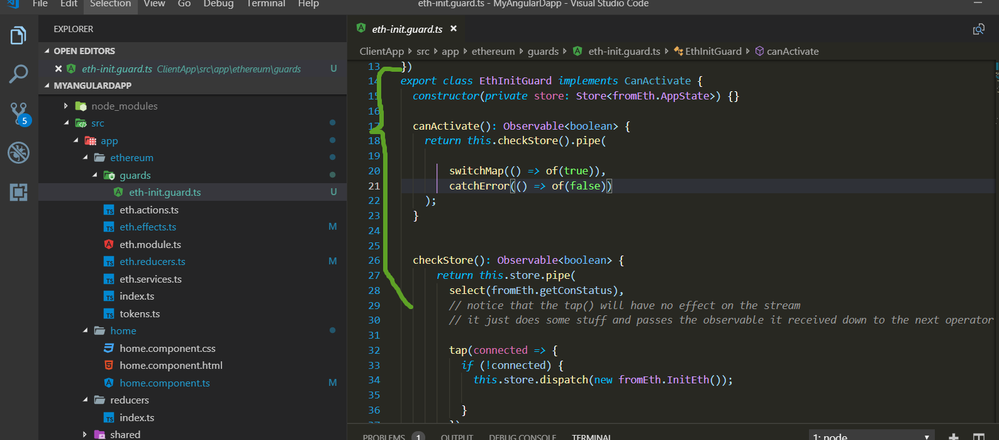 File Edit Selection View Go Debug Terminal Help eth-init.guard.ts - MyAngularDapp - Visual Studio Code
EXPLORER
OPEN EDITORS
eth-init.guard.ts ClientApp\src\app\ethereum\guards U
MYANGULARDAPP
node_modules
src
app
ethereum
guards
eth-init.guard.ts U
eth.actions.ts
eth.effects.ts M
eth.module.ts
eth.reducers.ts M
eth.services.ts
index.ts
tokens.ts
home
home.component.css
home.component.html
home.component.ts M
reducers
index.ts
shared
5
eth-init.guard.ts
ClientApp src app ethereum guards eth-init.guard.ts EthInitGuard canActivate
13 })
14 export class EthInitGuard implements CanActivate {
15 constructor(private store: Store<fromEth.AppState>) {}
16
17 canActivate(): Observable<boolean> {
18 return this.checkStore().pipe(
19
20 switchMap(() => of(true)),
21 catchError(() => of(false))
22 );
23 }
24
25
26 checkStore(): Observable<boolean> {
27 return this.store.pipe(
28 select(fromEth.getConStatus),
29 // notice that the tap() will have no effect on the stream
30 // it just does some stuff and passes the observable it received down to the next operator
31
32 tap(connected => {
33 if (!connected) {
34 this.store.dispatch(new fromEth.InitEth());
35
36 }
37 })
PROBLEMS 1 OUTPUT DEBUG CONSOLE TERMINAL 1: node